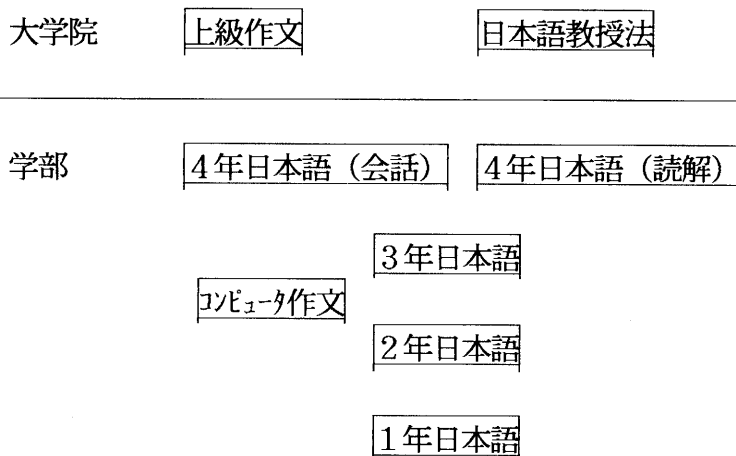 大学院 上級作文 日本語教授法
学部 4年日本語（会話） 4年日本語（読解）
3年日本語
コンピュータ作文
2年日本語
1年日本語